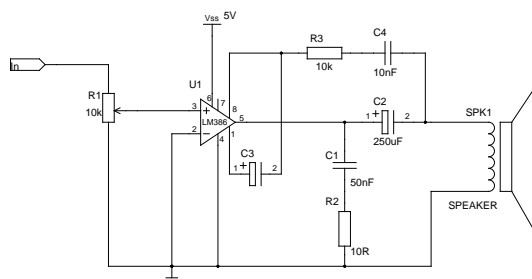 Vss 5V
R3
C4
In
U1
10k
10nF
R1
10k
6
7
8
3
LM386
5
2
1
4
C2
1
2
250uF
SPK1
C3
1
2
C1
50nF
SPEAKER
R2
10R